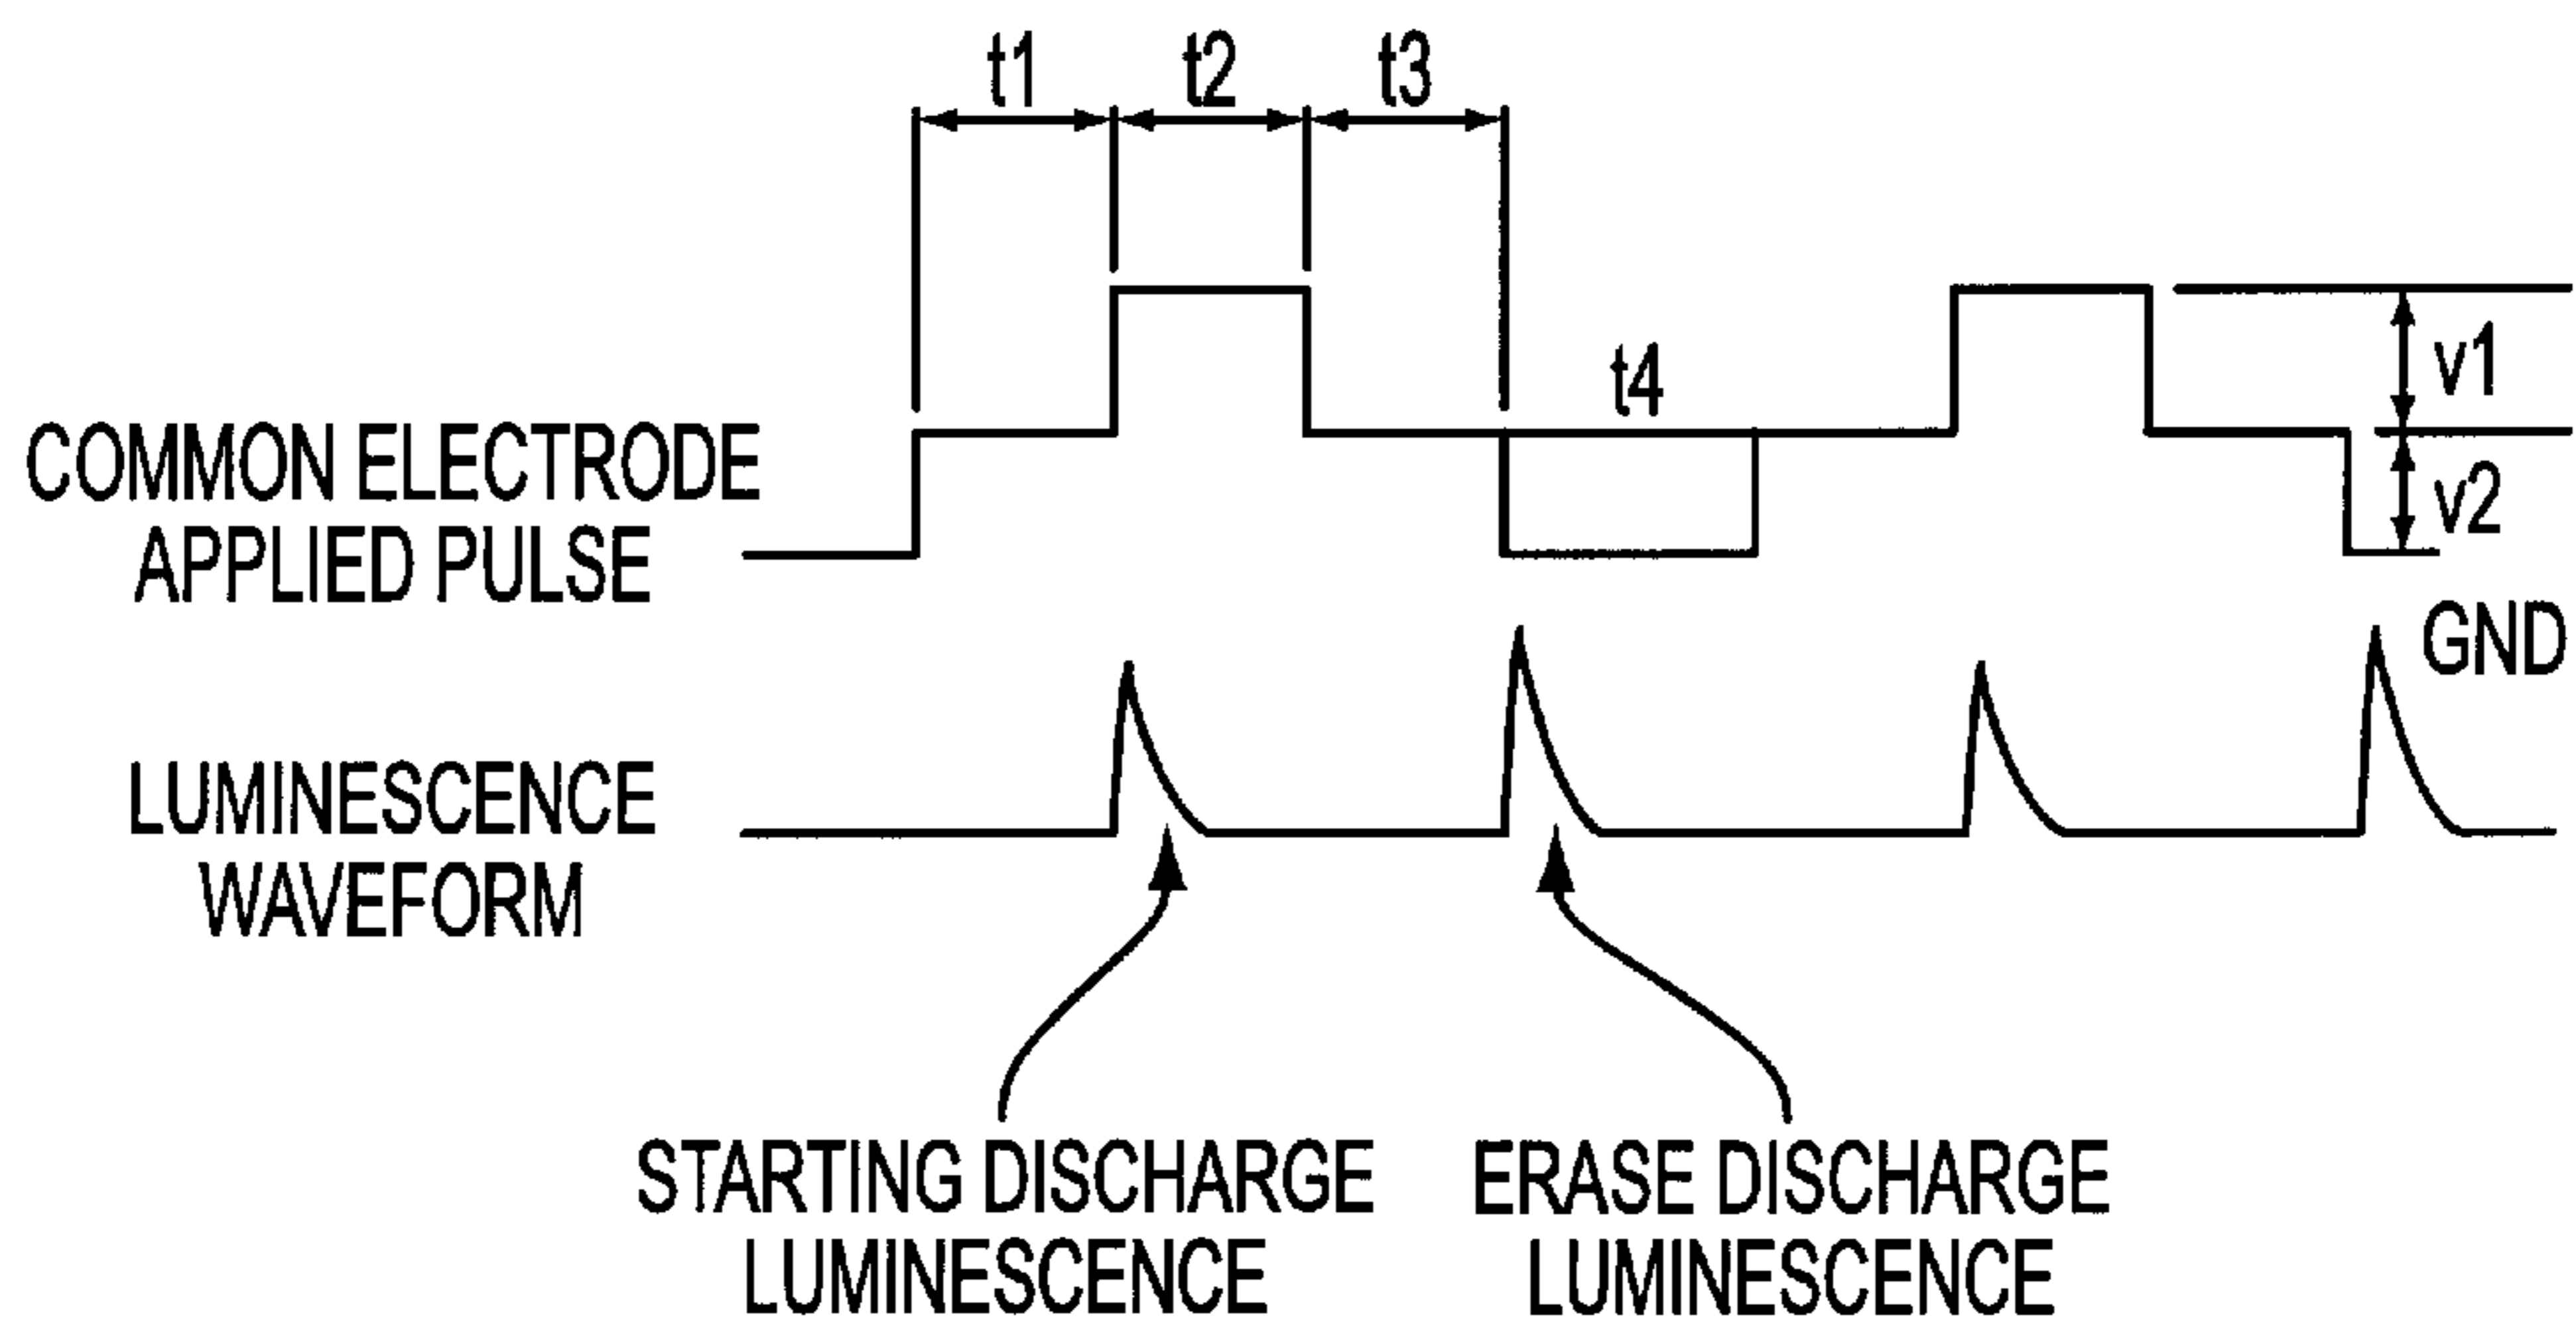 t1 t2 t3
t4
v1
COMMON ELECTRODE
APPLIED PULSE
v2
GND
LUMINESCENCE
WAVEFORM
STARTING DISCHARGE
LUMINESCENCE
ERASE DISCHARGE
LUMINESCENCE